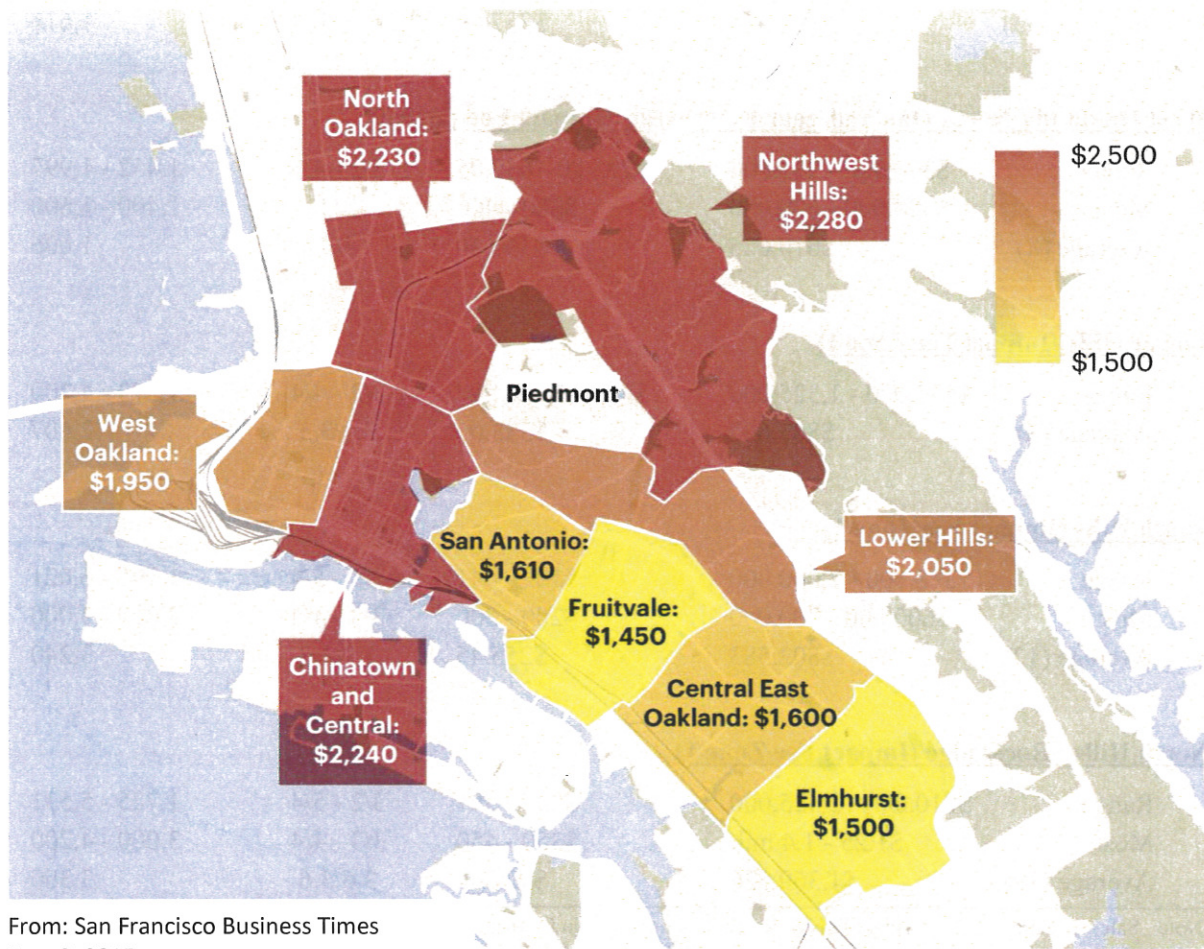 North
Oakland:
$2,230
Northwest
Hills:
$2,280
$2,500
$1,500
Piedmont
West
Oakland:
$1,950
San Antonio:
$1,610
Lower Hills:
$2,050
Fruitvale:
$1,450
Chinatown
and
Central:
$2,240
Central East
Oakland: $1,600
Elmhurst:
$1,500
From: San Francisco Business Times